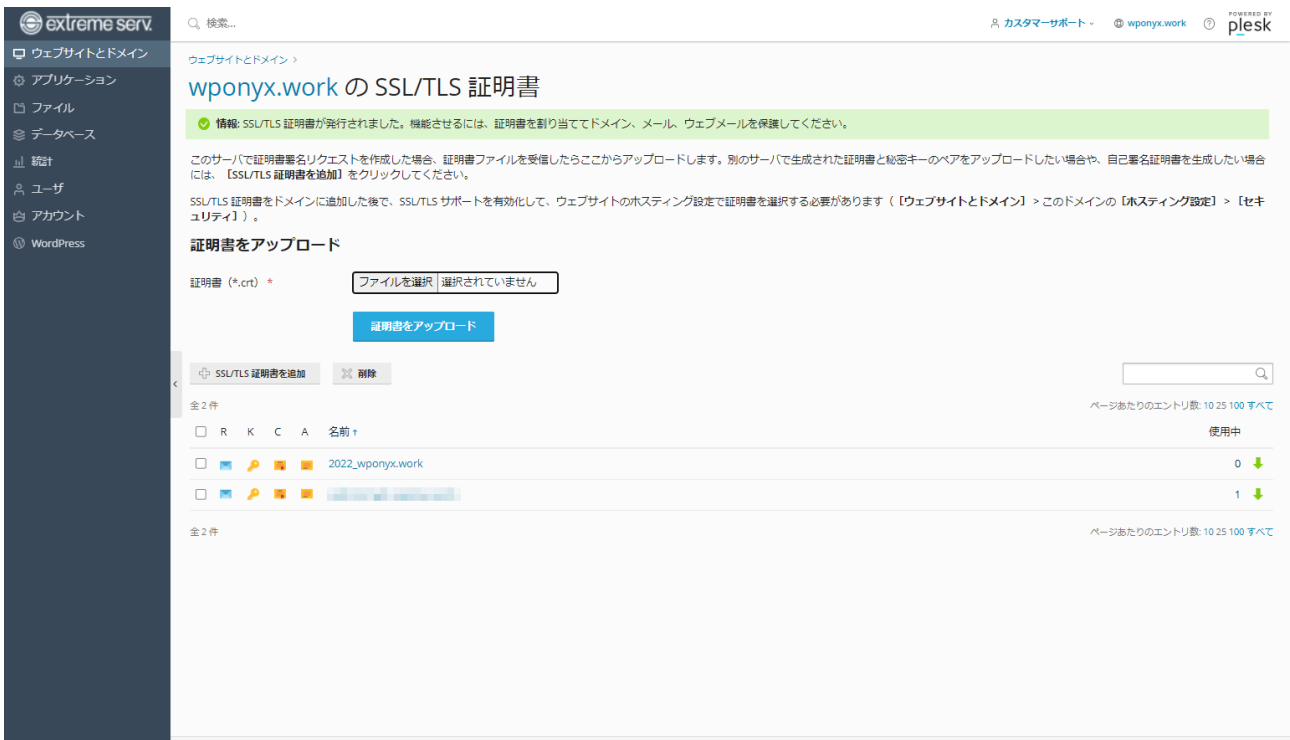 extreme serv.
検索...
カスタマーサポート
wponyx.work
POWERED BY
plesk
ウェブサイトとドメイン
アプリケーション
ファイル
データベース
統計
ユーザ
アカウント
WordPress
ウェブサイトとドメイン >
wponyx.work の SSL/TLS 証明書
情報: SSL/TLS 証明書が発行されました。機能させるには、証明書を割り当ててドメイン、メール、ウェブメールを保護してください。
このサーバで証明書署名リクエストを作成した場合、証明書ファイルを受信したらここからアップロードします。別のサーバで生成された証明書と秘密キーのペアをアップロードしたい場合や、自己署名証明書を生成したい場合
には、［SSL/TLS 証明書を追加］をクリックしてください。
SSL/TLS 証明書をドメインに追加した後で、SSL/TLS サポートを有効化して、ウェブサイトのホスティング設定で証明書を選択する必要があります（［ウェブサイトとドメイン］> このドメインの［ホスティング設定］>［セキ
ュリティ］）。
証明書をアップロード
証明書（*.crt） *
ファイルを選択 選択されていません
証明書をアップロード
SSL/TLS 証明書を追加 削除
全 2 件 ページあたりのエントリ数: 10 25 100 すべて
R K C A 名前 ↑ 使用中
2022_wponyx.work 0
1
全 2 件 ページあたりのエントリ数: 10 25 100 すべて